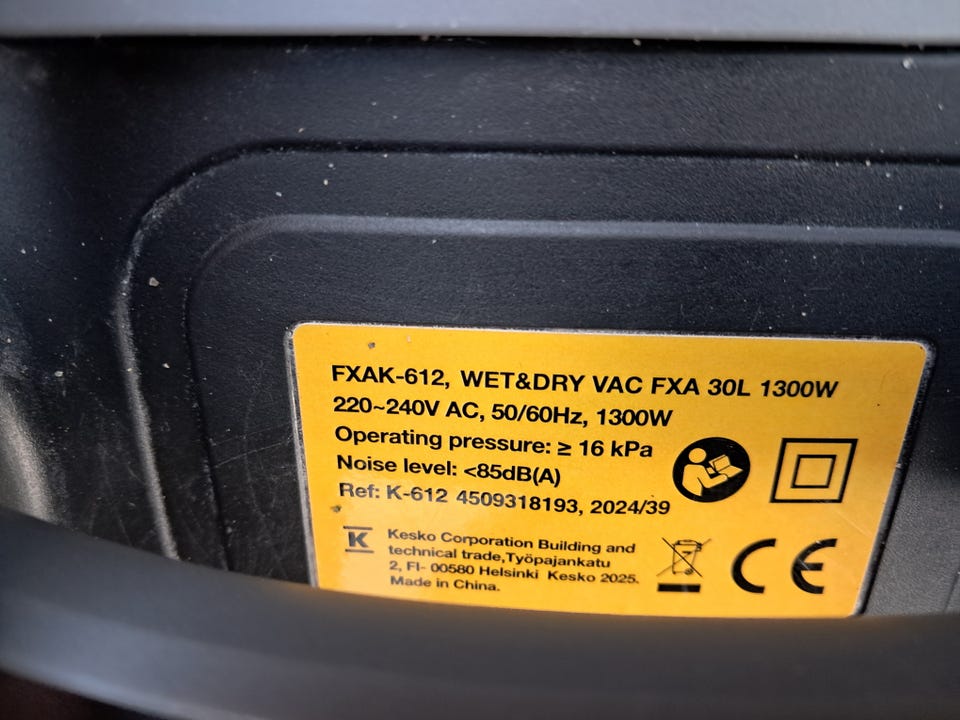 FXAK-612, WET&DRY VAC FXA 30L 1300W
220~240V AC, 50/60Hz, 1300W
Operating pressure: ≥ 16 kPa
Noise level: <85dB(A)
Ref: K-612 4509318193, 2024/39
K
Kesko Corporation Building and
technical trade,Työpajankatu
2, FI- 00580 Helsinki Kesko 2025.
Made in China.
CE